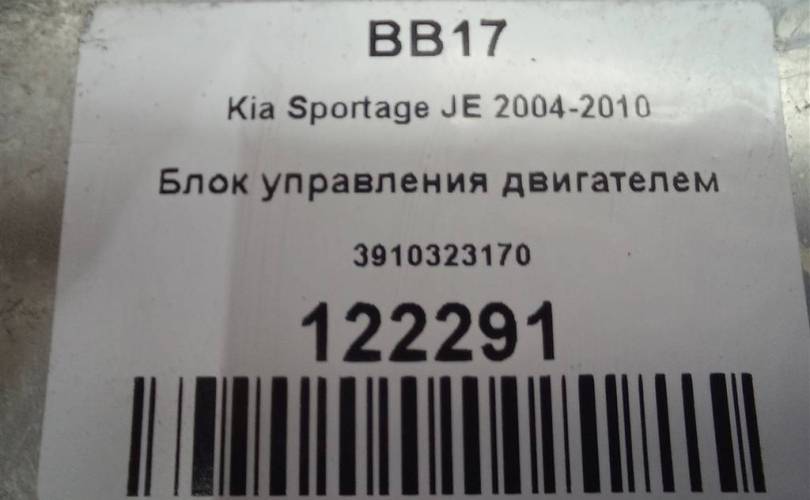 BB17
Kia Sportage JE 2004-2010
Блок управления двигателем
3910323170
122291